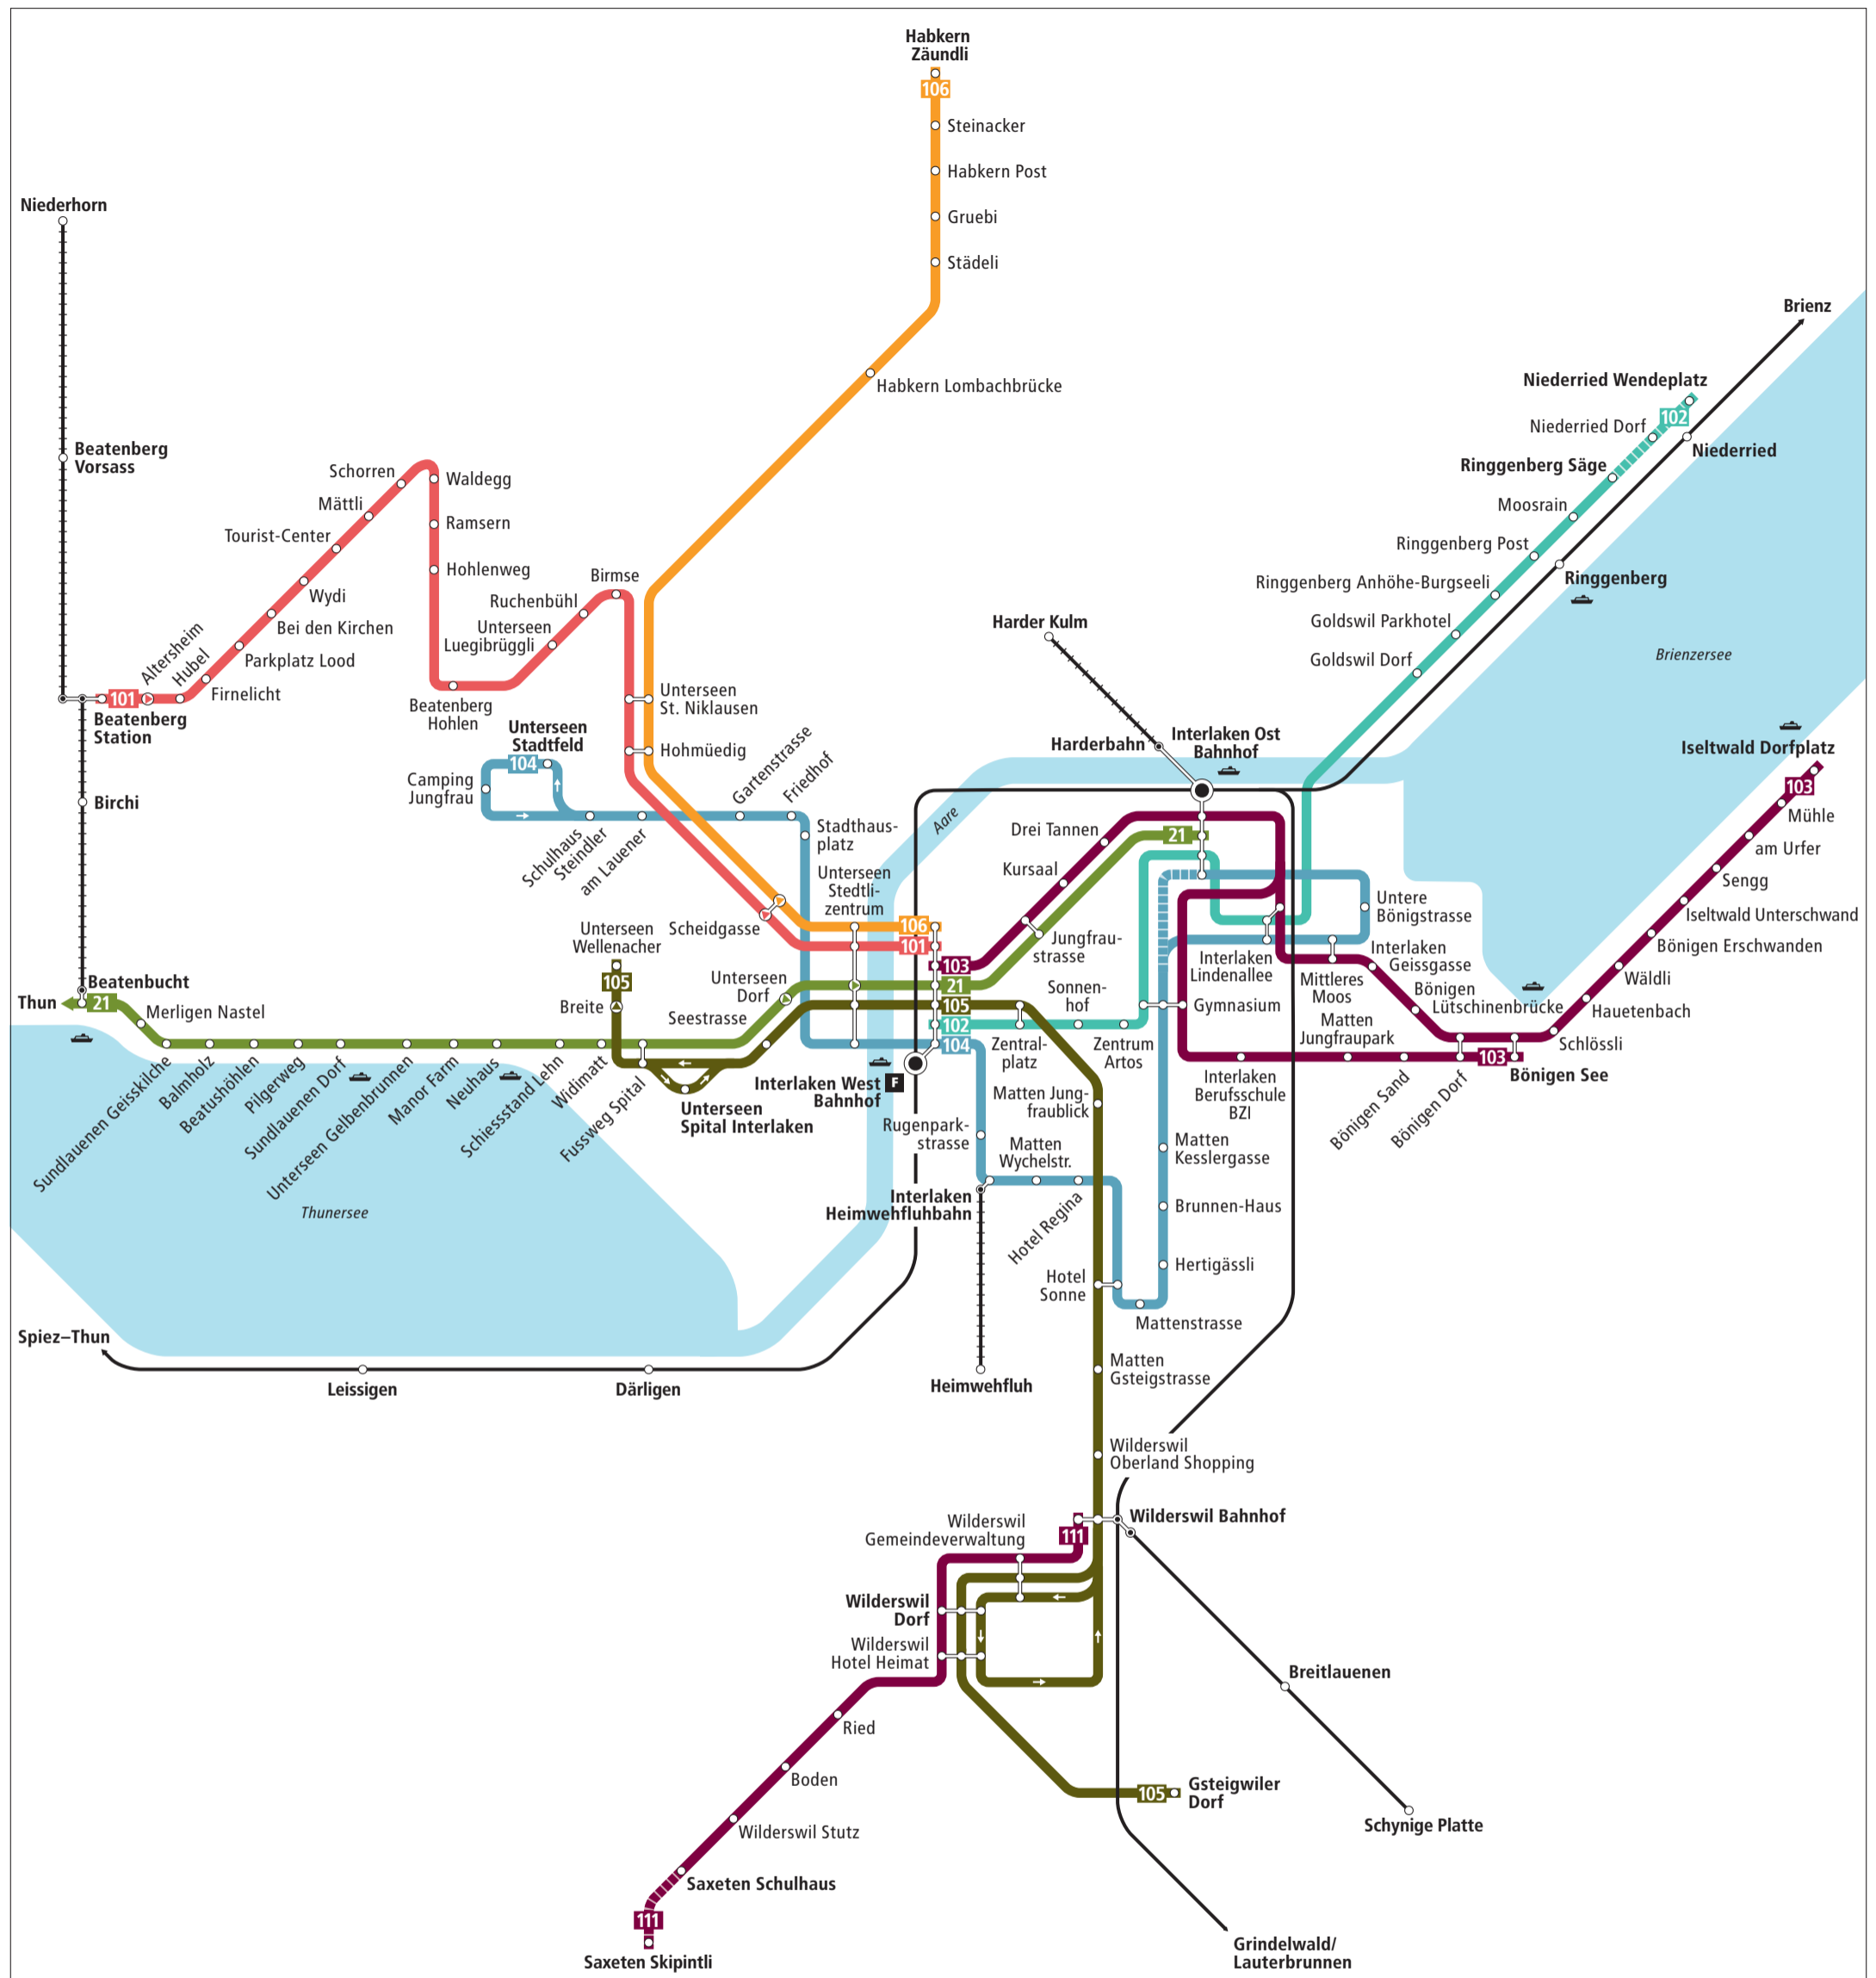 Habkern
Zäundli
106
Steinacker
Habkern Post
Gruebi
Städeli
Habkern Lombachbrücke
Niederhorn
Beatenberg
Vorsass
Birchi
Beatenbucht
Thun
21
Beatenberg
Station
101
Altersheim
Hubel
Firnelicht
Parkplatz Lood
Bei den Kirchen
Wydi
Tourist-Center
Mättli
Schorren
Waldegg
Ramsern
Hohlenweg
Beatenberg
Hohlen
Unterseen
Luegibrüggli
Ruchenbühl
Birmse
Unterseen
St. Niklausen
Hohmüedig
Scheidgasse
Unterseen
Stadtfeld
104
Camping
Jungfrau
Schulhaus
Steindler
am Lauener
Gartenstrasse
Friedhof
Stadthaus-
platz
Unterseen
Stedtli-
zentrum
Unterseen
Wellenacher
105
Breite
Unterseen
Dorf
Seestrasse
Merligen Nastel
Sundlauenen Geisskilche
Balmholz
Beatushöhlen
Pilgerweg
Sundlauenen Dorf
Unterseen Gelbenbrunnen
Manor Farm
Neuhaus
Schiessstand Lehn
Widimatt
Fussweg Spital
Unterseen
Spital Interlaken
Thunersee
Aare
Brienzersee
106
101
103
21
105
102
104
Interlaken West
Bahnhof
F
Rugenpark-
strasse
Interlaken
Heimwehfluhbahn
Heimwehfluh
Matten
Wychelstr.
Hotel Regina
Matten Jung-
fraublick
Hotel
Sonne
Mattenstrasse
Hertigässli
Brunnen-Haus
Matten
Kesslergasse
Zentral-
platz
Sonnen-
hof
Zentrum
Artos
Gymnasium
Jungfrau-
strasse
Kursaal
Drei Tannen
21
Harder Kulm
Harderbahn
Interlaken Ost
Bahnhof
Interlaken
Lindenallee
Untere
Bönigstrasse
Mittleres
Moos
Interlaken
Geissgasse
Bönigen
Lütschinenbrücke
Matten
Jungfraupark
Interlaken
Berufsschule
BZI
Bönigen Sand
Bönigen Dorf
103
Bönigen See
Schlössli
Hauetenbach
Wäldli
Bönigen Erschwanden
Iseltwald Unterschwand
Sengg
am Urfer
Mühle
103
Iseltwald Dorfplatz
Goldswil Dorf
Goldswil Parkhotel
Ringgenberg Anhöhe-Burgseeli
Ringgenberg Post
Moosrain
Ringgenberg Säge
Niederried Dorf
102
Niederried Wendeplatz
Brienz
Niederried
Ringgenberg
Spiez–Thun
Leissigen
Därligen
Matten
Gsteigstrasse
Wilderswil
Oberland Shopping
Wilderswil Bahnhof
Wilderswil
Gemeindeverwaltung
111
Wilderswil
Dorf
Wilderswil
Hotel Heimat
Ried
Boden
Wilderswil Stutz
Saxeten Schulhaus
111
Saxeten Skipintli
105
Gsteigwiler
Dorf
Breitlauenen
Schynige Platte
Grindelwald/
Lauterbrunnen